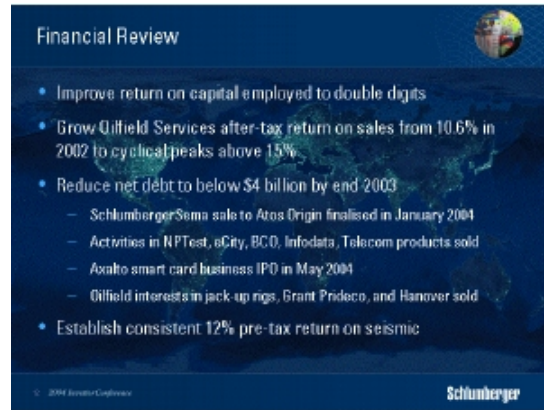 Financial Review
• Improve return on capital employed to double digits
• Grow Oilfield Services after-tax return on sales from 10.6% in
2002 to cyclical peaks above 15%
• Reduce net debt to below $4 billion by end 2003
– SchlumbergerSema sale to Atos Origin finalised in January 2004
– Activities in NPTest, eCity, BCO, Infodata, Telecom products sold
– Axalto smart card business IPO in May 2004
– Oilfield interests in jack-up rigs, Grant Prideco, and Hanover sold
• Establish consistent 12% pre-tax return on seismic
2004 Investor Conference
Schlumberger